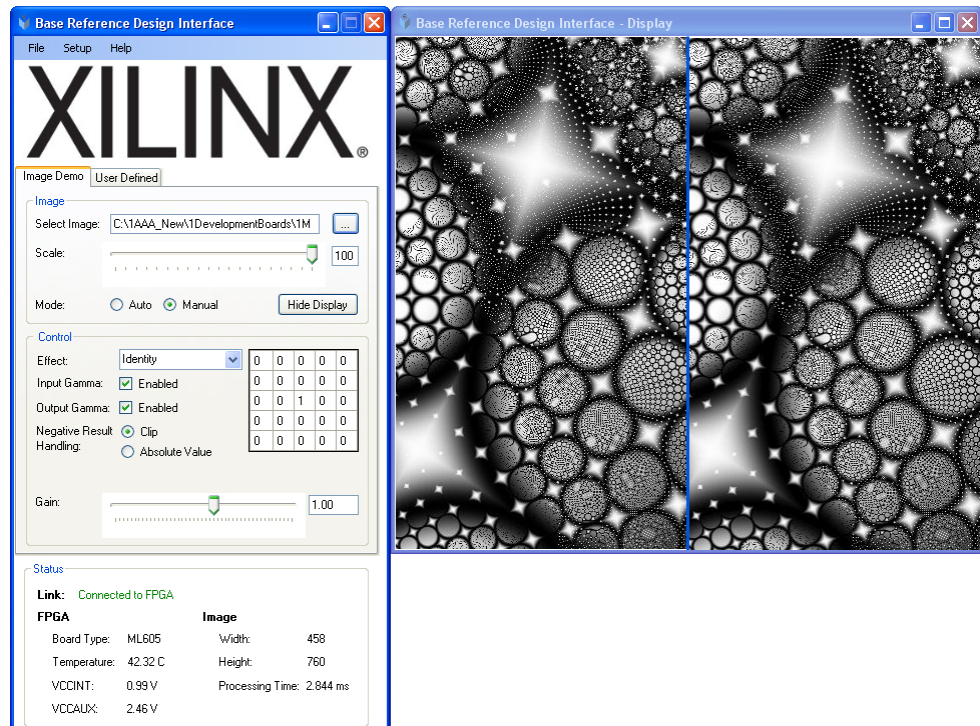 Base Reference Design Interface
File Setup Help
XILINX®
Image Demo User Defined
Image
Select Image: C:\1AAA_New\1DevelopmentBoards\1M ...
Scale: 100
Mode: Auto Manual Hide Display
Control
Effect: Identity
Input Gamma: Enabled
Output Gamma: Enabled
Negative Result Handling: Clip
Absolute Value
0 0 0 0 0
0 0 0 0 0
0 0 1 0 0
0 0 0 0 0
0 0 0 0 0
Gain: 1.00
Status
Link: Connected to FPGA
FPGA Image
Board Type: ML605 Width: 458
Temperature: 42.32 C Height: 760
VCCINT: 0.99 V Processing Time: 2.844 ms
VCCAUX: 2.46 V
Base Reference Design Interface - Display